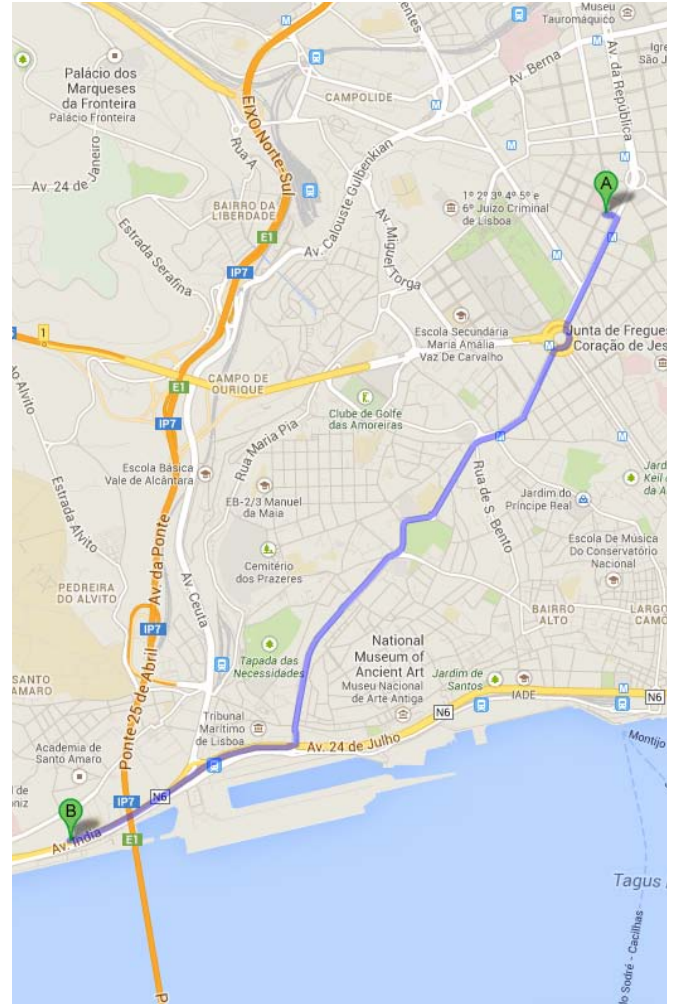 Museu
Tauromáquico
Av. da República
Av. Berna
Palácio dos
Marqueses
da Fronteira
Palácio Fronteira
CAMPOLIDE
EIXO Norte-Sul
Rua A
Av. 24 de Janeiro
M
A
1º 2º 3º 4º 5º e
6º Juízo Criminal
de Lisboa
BAIRRO DA
LIBERDADE
E1
Av. Calouste Gulbenkian
Av. Miguel Torga
Estrada Serafina
IP7
1
Escola Secundária
Maria Amália
Vaz De Carvalho
Junta de Fregues
Coração de Jes
E1
CAMPO DE
OURIQUE
IP7
Clube de Golfe
das Amoreiras
Rua Maria Pia
Rua de S. Bento
Escola Básica
Vale de Alcântara
EB-2/3 Manuel
da Maia
Jardim do
Príncipe Real
Jard
Keil
da A
Estrada Alvito
Av. da Ponte
Cemitério
dos Prazeres
Escola De Música
Do Conservatório
Nacional
Av. Ceuta
PEDREIRA
DO ALVITO
BAIRRO
ALTO
LARGO
CAMÕ
IP7
Tapada das
Necessidades
National
Museum of
Ancient Art
Museu Nacional
de Arte Antiga
Jardim de
Santos
IADE
N6
N6
SANTO
AMARO
Ponte 25 de Abril
Tribunal
Marítimo
de Lisboa
Av. 24 de Julho
Montijo
Academia de
Santo Amaro
IP7
N6
B
Av. Índia
E1
Tagus
do Sodré - Cacilhas
P